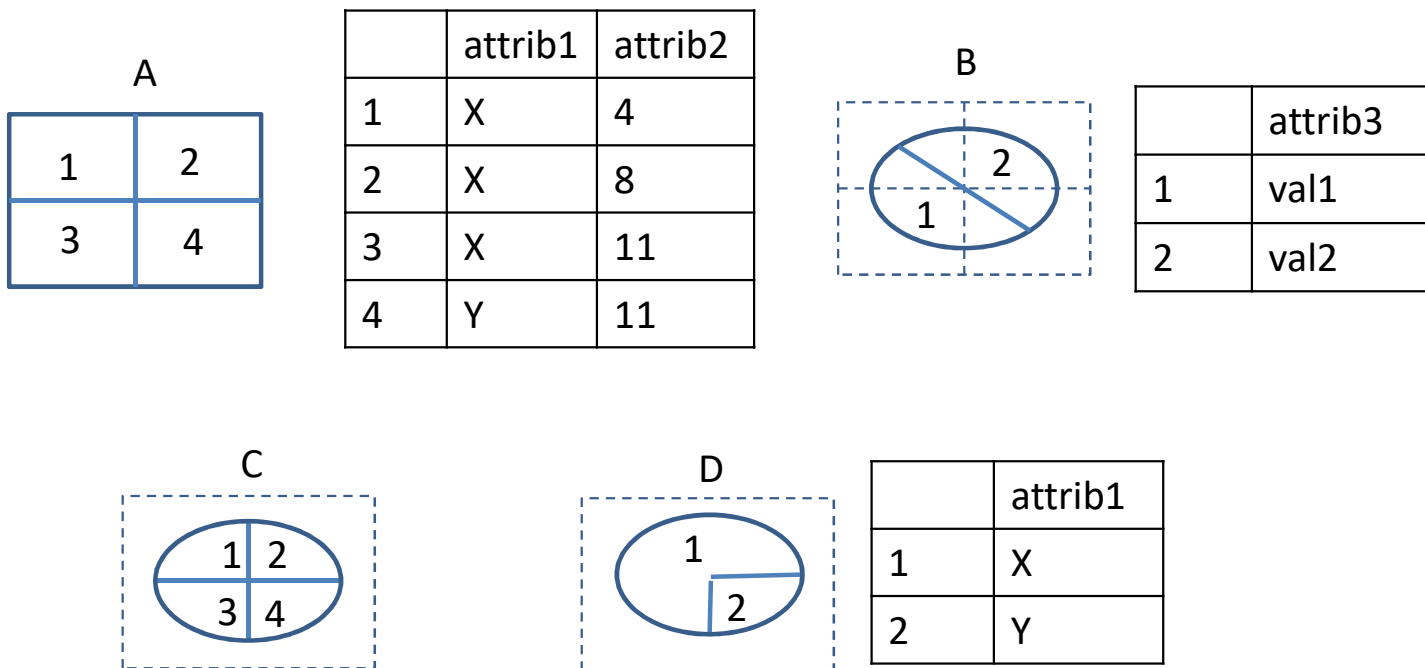 A
1 2
3 4
attrib1 attrib2
1 X 4
2 X 8
3 X 11
4 Y 11
B
2
1
attrib3
1 val1
2 val2
C
1 2
3 4
D
1
2
attrib1
1 X
2 Y